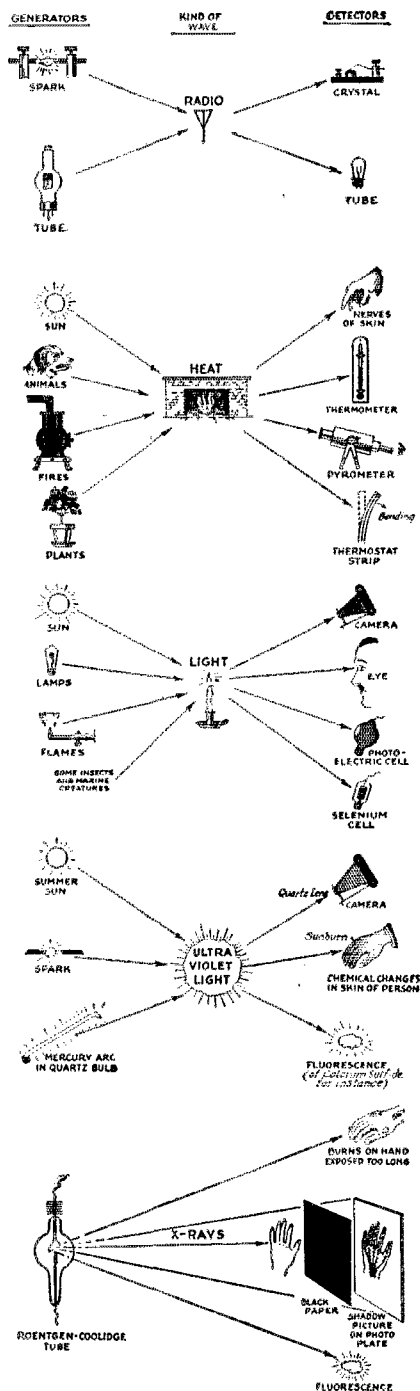 GENERATORS
KIND OF
WAVE
DETECTORS
SPARK
CRYSTAL
RADIO
TUBE
TUBE
SUN
NERVES
OF SKIN
ANIMALS
HEAT
THERMOMETER
FIRES
PYROMETER
Bending
PLANTS
THERMOSTAT
STRIP
SUN
CAMERA
LIGHT
LAMPS
EYE
FLAMES
PHOTO-
ELECTRIC CELL
SOME INSECTS
AND MARINE
CREATURES
SELENIUM
CELL
SUMMER
SUN
Quartz Lens
CAMERA
Sunburn
SPARK
ULTRA
VIOLET
LIGHT
CHEMICAL CHANGES
IN SKIN OF PERSON
MERCURY ARC
IN QUARTZ BULB
FLUORESCENCE
(of Calcium Sulfide
for instance)
BURNS ON HAND
EXPOSED TOO LONG
X-RAYS
BLACK
PAPER
SHADOW
PICTURE
ON PHOTO
PLATE
ROENTGEN-COOLIDGE
TUBE
FLUORESCENCE